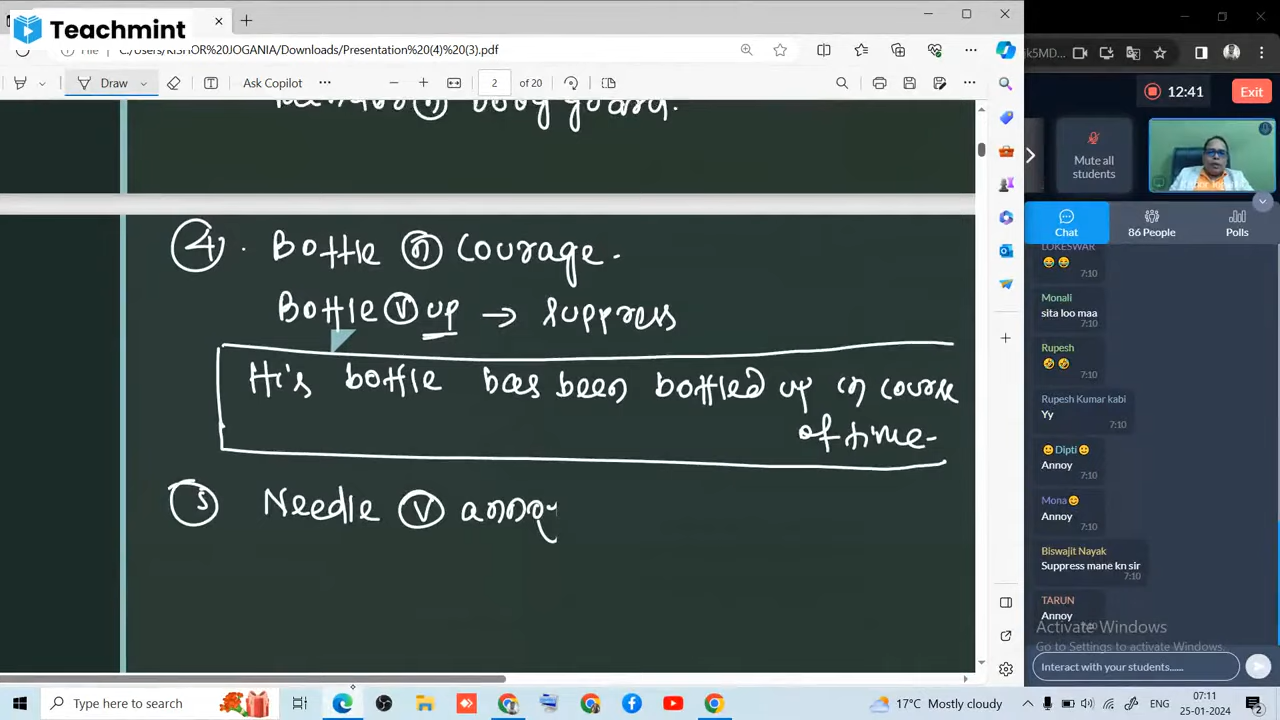 Teachmint
C:/Users/KISHOR%20JOGANIA/Downloads/Presentation%20(4)%20(3).pdf
Draw
Ask Copilot
2 of 20
body guard.
4. Bottle n Courage.
Bottle v up → Suppress
His bottle has been bottled up in course
of time.
5 Needle v annoy
12:41
Exit
Mute all
students
Chat
86 People
Polls
LOKESWAR
😂😂
Monali
sita loo maa
7:10
Rupesh
🤣🤣
7:10
Rupesh Kumar kabi
Yy
7:10
😊Dipti😊
Annoy
7:10
Mona😊
Annoy
7:10
Biswajit Nayak
Suppress mane kn sir
7:10
TARUN
Annoy
7:10
Activate Windows
Go to Settings to activate Windows.
Interact with your students......
Type here to search
17°C Mostly cloudy
07:11
25-01-2024
2